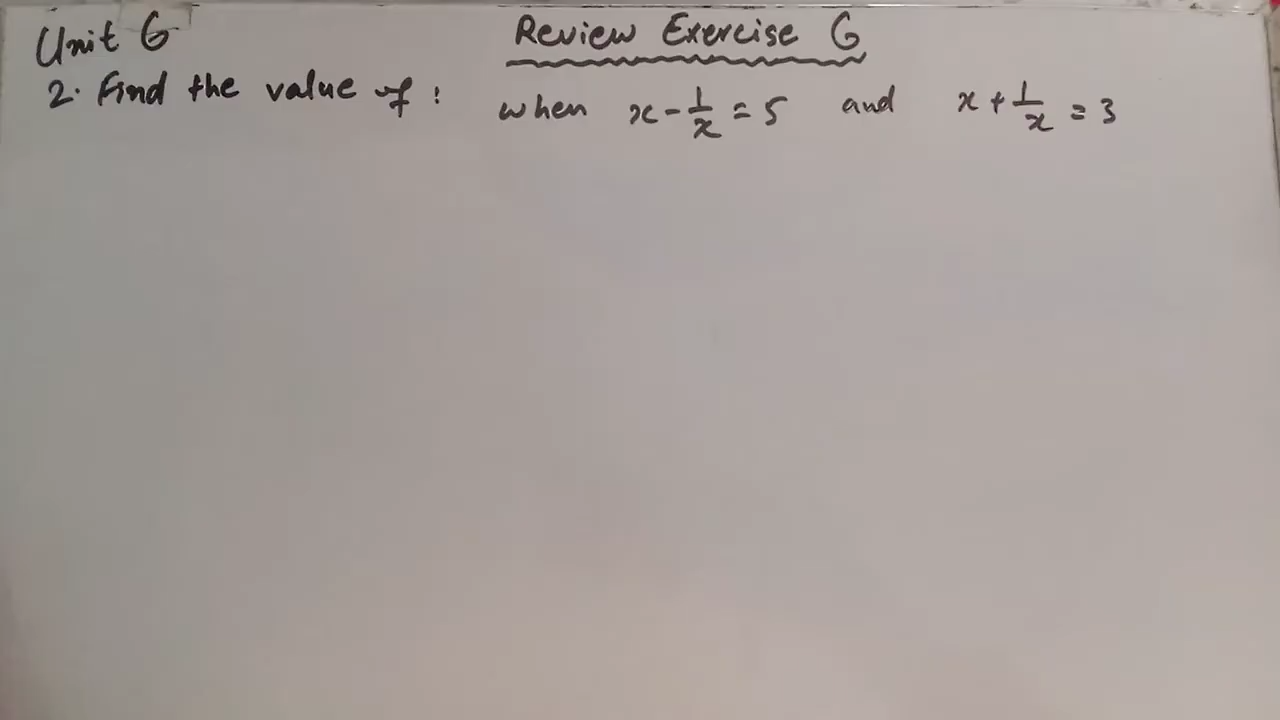 Unit 6
Review Exercise 6
2. Find the value of : when x - 1/x = 5 and x + 1/x = 3